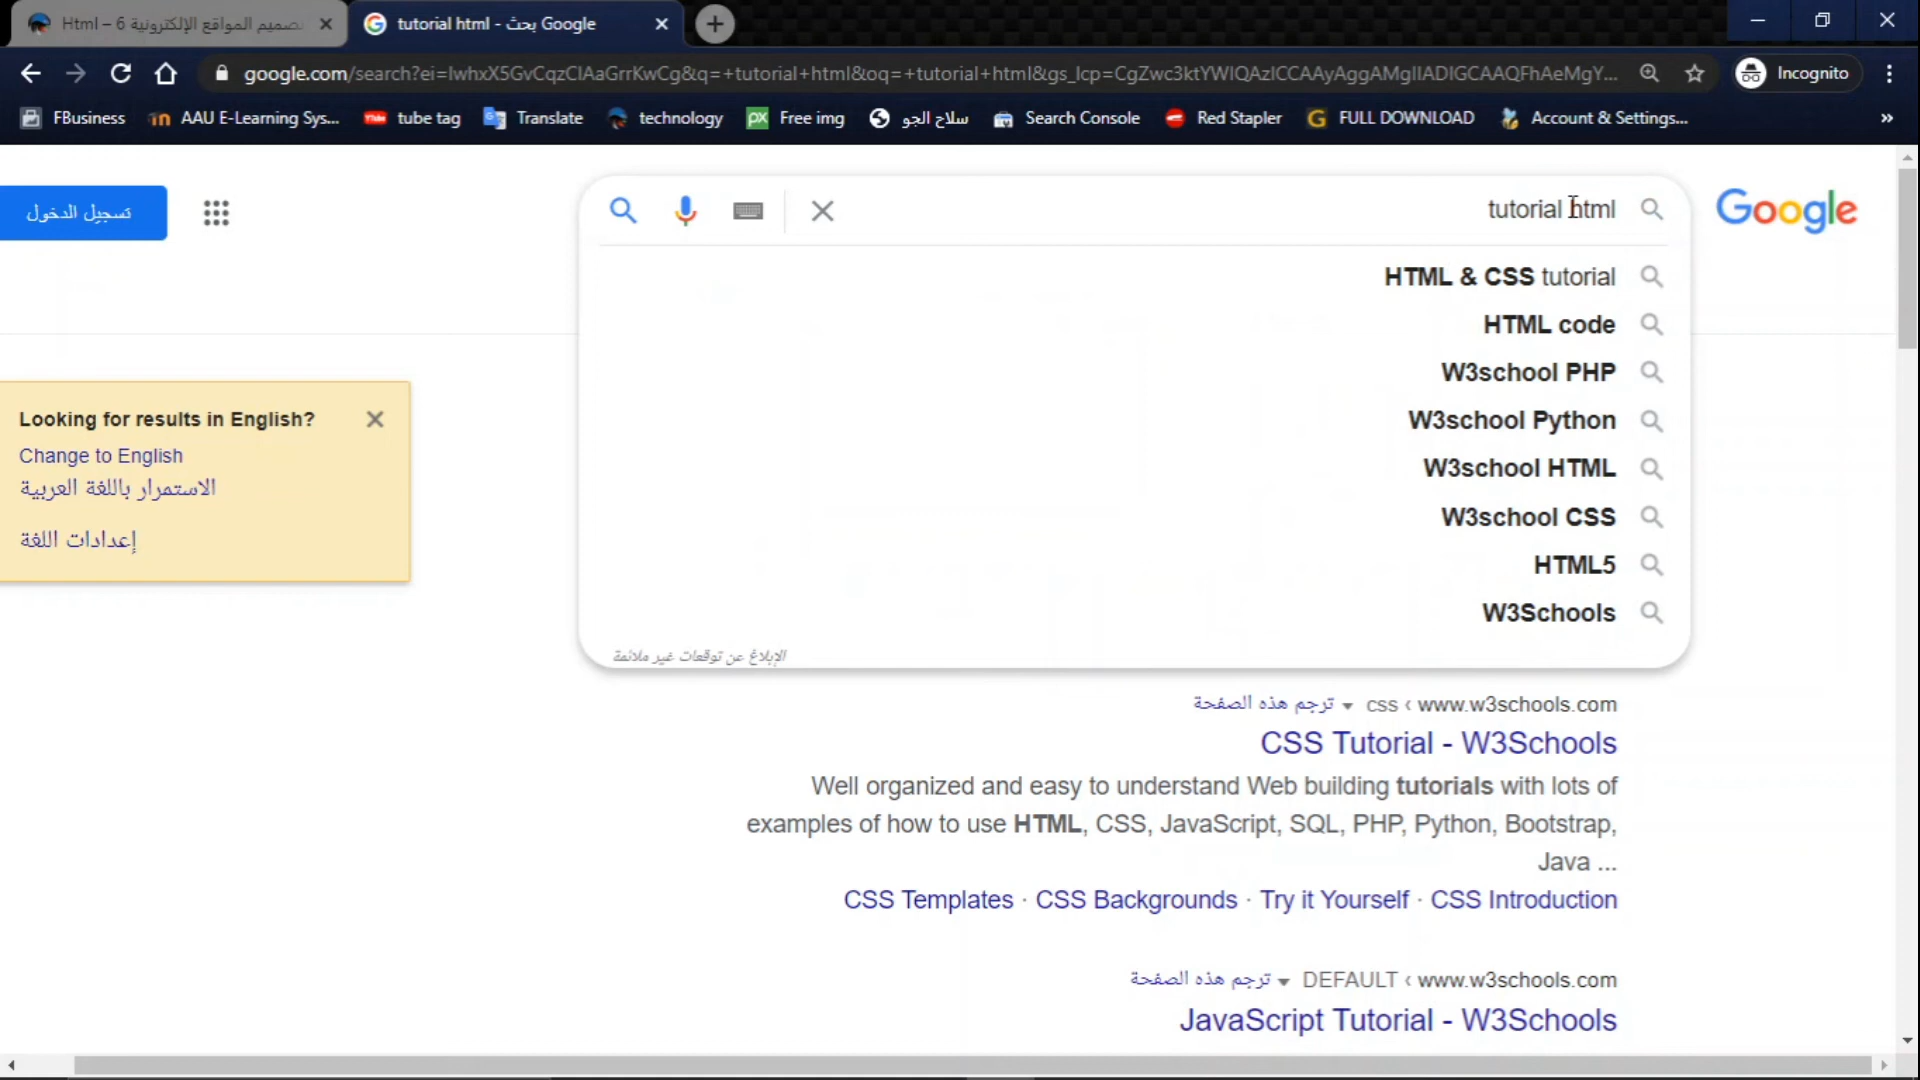 Html – 6 تصميم المواقع الإلكترونية
tutorial html - بحث Google
google.com/search?ei=IwhxX5GvCqzClAaGrrKwCg&q=+tutorial+html&oq=+tutorial+html&gs_lcp=CgZwc3ktYWIQAzICCAAyAggAMgIIADIGCAAQFhAeMgY...
Incognito
FBusiness
AAU E-Learning Sys...
tube tag
Translate
technology
Free img
سلاح الجو
Search Console
Red Stapler
FULL DOWNLOAD
Account & Settings...
»
تسجيل الدخول
tutorial html
Google
HTML & CSS tutorial
HTML code
W3school PHP
W3school Python
W3school HTML
W3school CSS
HTML5
W3Schools
الإبلاغ عن توقعات غير ملائمة
Looking for results in English?
Change to English
الاستمرار باللغة العربية
إعدادات اللغة
ترجم هذه الصفحة css ‹ www.w3schools.com
CSS Tutorial - W3Schools
Well organized and easy to understand Web building tutorials with lots of
examples of how to use HTML, CSS, JavaScript, SQL, PHP, Python, Bootstrap,
Java ...
CSS Templates · CSS Backgrounds · Try it Yourself · CSS Introduction
ترجم هذه الصفحة DEFAULT ‹ www.w3schools.com
JavaScript Tutorial - W3Schools